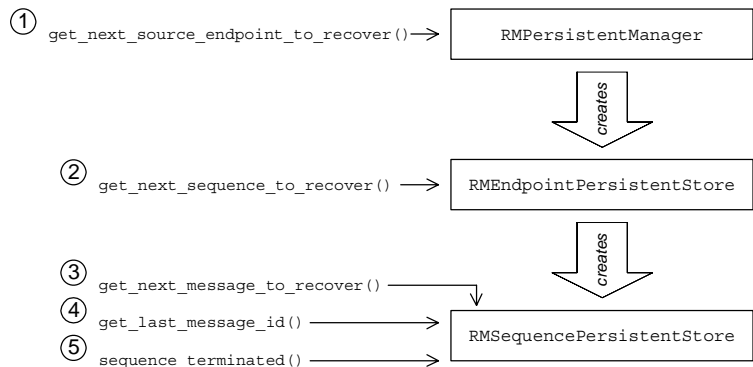 1 get_next_source_endpoint_to_recover() RMPersistentManager
creates
2 get_next_sequence_to_recover() RMEndpointPersistentStore
creates
3 get_next_message_to_recover()
4 get_last_message_id() RMSequencePersistentStore
5 sequence_terminated()